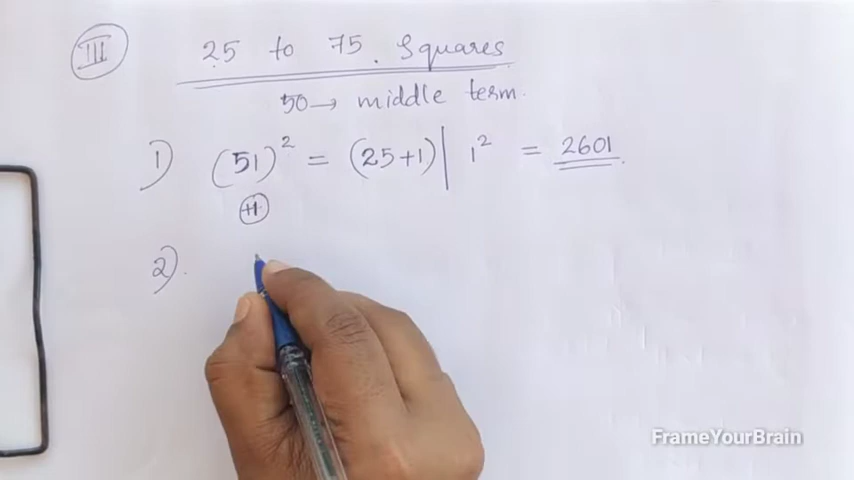 III 25 to 75. Squares
50 → middle term.
1) (51)² = (25+1) | 1² = 2601.
+1
2).
FrameYourBrain